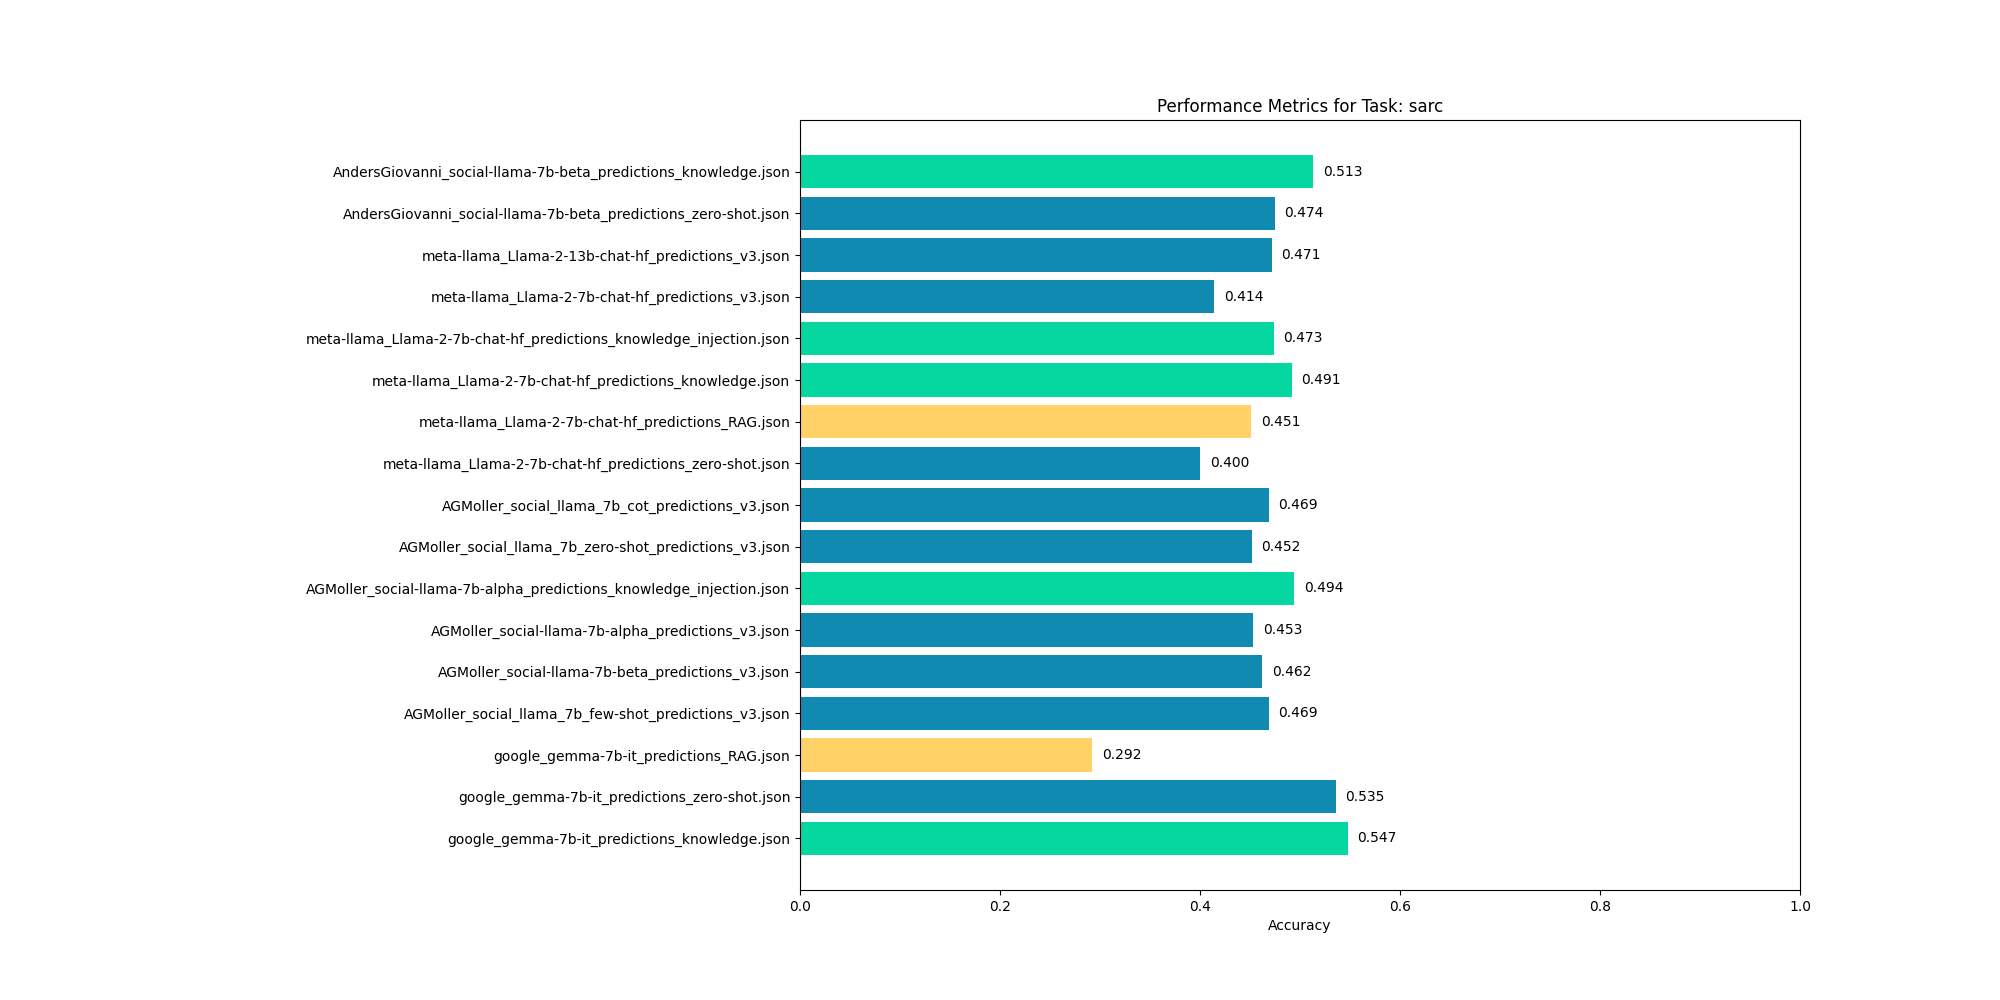 Performance Metrics for Task: sarc
AndersGiovanni_social-llama-7b-beta_predictions_knowledge.json 0.513
AndersGiovanni_social-llama-7b-beta_predictions_zero-shot.json 0.474
meta-llama_Llama-2-13b-chat-hf_predictions_v3.json 0.471
meta-llama_Llama-2-7b-chat-hf_predictions_v3.json 0.414
meta-llama_Llama-2-7b-chat-hf_predictions_knowledge_injection.json 0.473
meta-llama_Llama-2-7b-chat-hf_predictions_knowledge.json 0.491
meta-llama_Llama-2-7b-chat-hf_predictions_RAG.json 0.451
meta-llama_Llama-2-7b-chat-hf_predictions_zero-shot.json 0.400
AGMoller_social_llama_7b_cot_predictions_v3.json 0.469
AGMoller_social_llama_7b_zero-shot_predictions_v3.json 0.452
AGMoller_social-llama-7b-alpha_predictions_knowledge_injection.json 0.494
AGMoller_social-llama-7b-alpha_predictions_v3.json 0.453
AGMoller_social-llama-7b-beta_predictions_v3.json 0.462
AGMoller_social_llama_7b_few-shot_predictions_v3.json 0.469
google_gemma-7b-it_predictions_RAG.json 0.292
google_gemma-7b-it_predictions_zero-shot.json 0.535
google_gemma-7b-it_predictions_knowledge.json 0.547
0.0 0.2 0.4 0.6 0.8 1.0
Accuracy